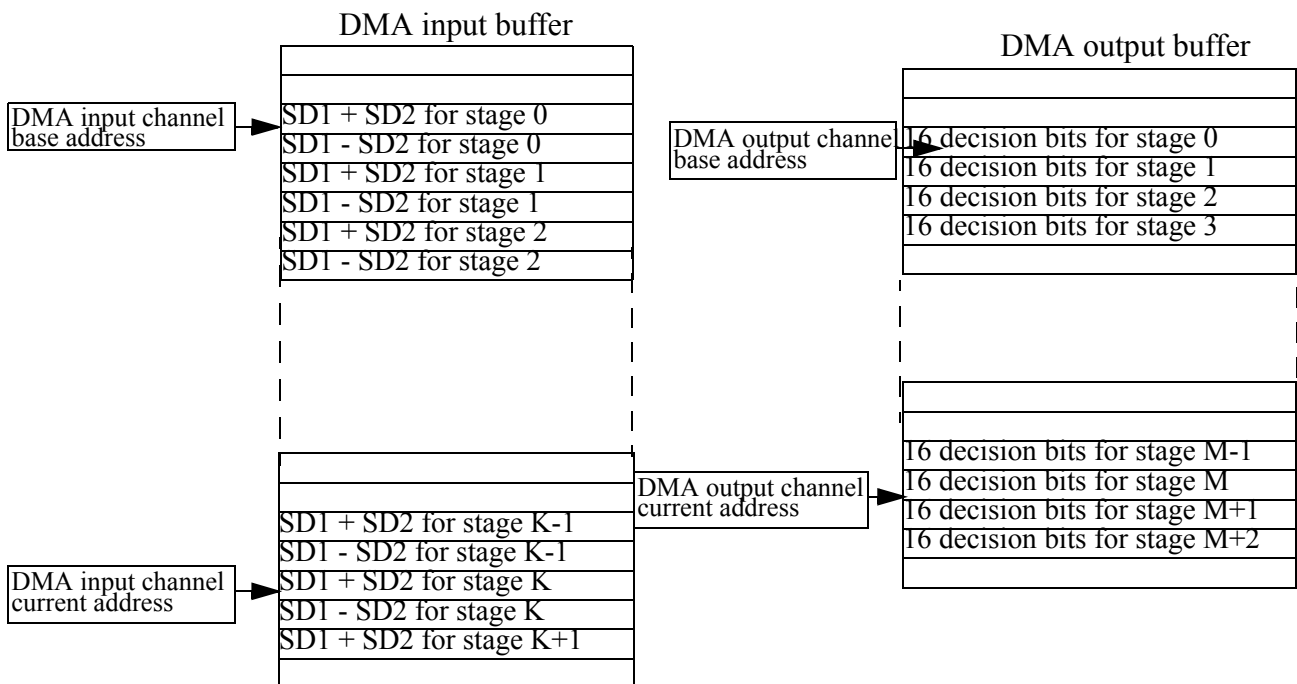 DMA input buffer
DMA output buffer
DMA input channel
base address
SD1 + SD2 for stage 0
SD1 - SD2 for stage 0
SD1 + SD2 for stage 1
SD1 - SD2 for stage 1
SD1 + SD2 for stage 2
SD1 - SD2 for stage 2
DMA output channel
base address
16 decision bits for stage 0
16 decision bits for stage 1
16 decision bits for stage 2
16 decision bits for stage 3
DMA input channel
current address
SD1 + SD2 for stage K-1
SD1 - SD2 for stage K-1
SD1 + SD2 for stage K
SD1 - SD2 for stage K
SD1 + SD2 for stage K+1
DMA output channel
current address
16 decision bits for stage M-1
16 decision bits for stage M
16 decision bits for stage M+1
16 decision bits for stage M+2